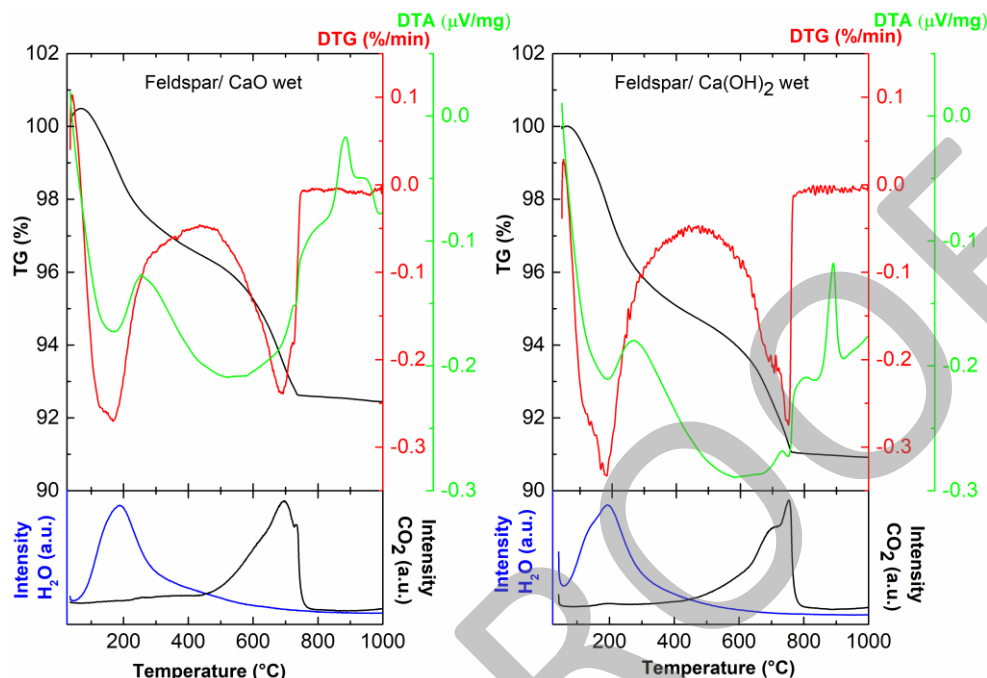 DTA (μV/mg)
DTG (%/min)
Feldspar/ CaO wet
TG (%)
102
100
98
96
94
92
90
0.1
0.0
-0.1
-0.2
-0.3
0.0
-0.1
-0.2
-0.3
Intensity
H2O (a.u.)
Intensity
CO2
(a.u.)
200 400 600 800 1000
Temperature (°C)
DTA (μV/mg)
DTG (%/min)
Feldspar/ Ca(OH)2 wet
TG (%)
102
100
98
96
94
92
90
0.1
0.0
-0.1
-0.2
-0.3
0.0
-0.1
-0.2
-0.3
Intensity
H2O (a.u.)
Intensity
CO2
(a.u.)
200 400 600 800 1000
Temperature (°C)